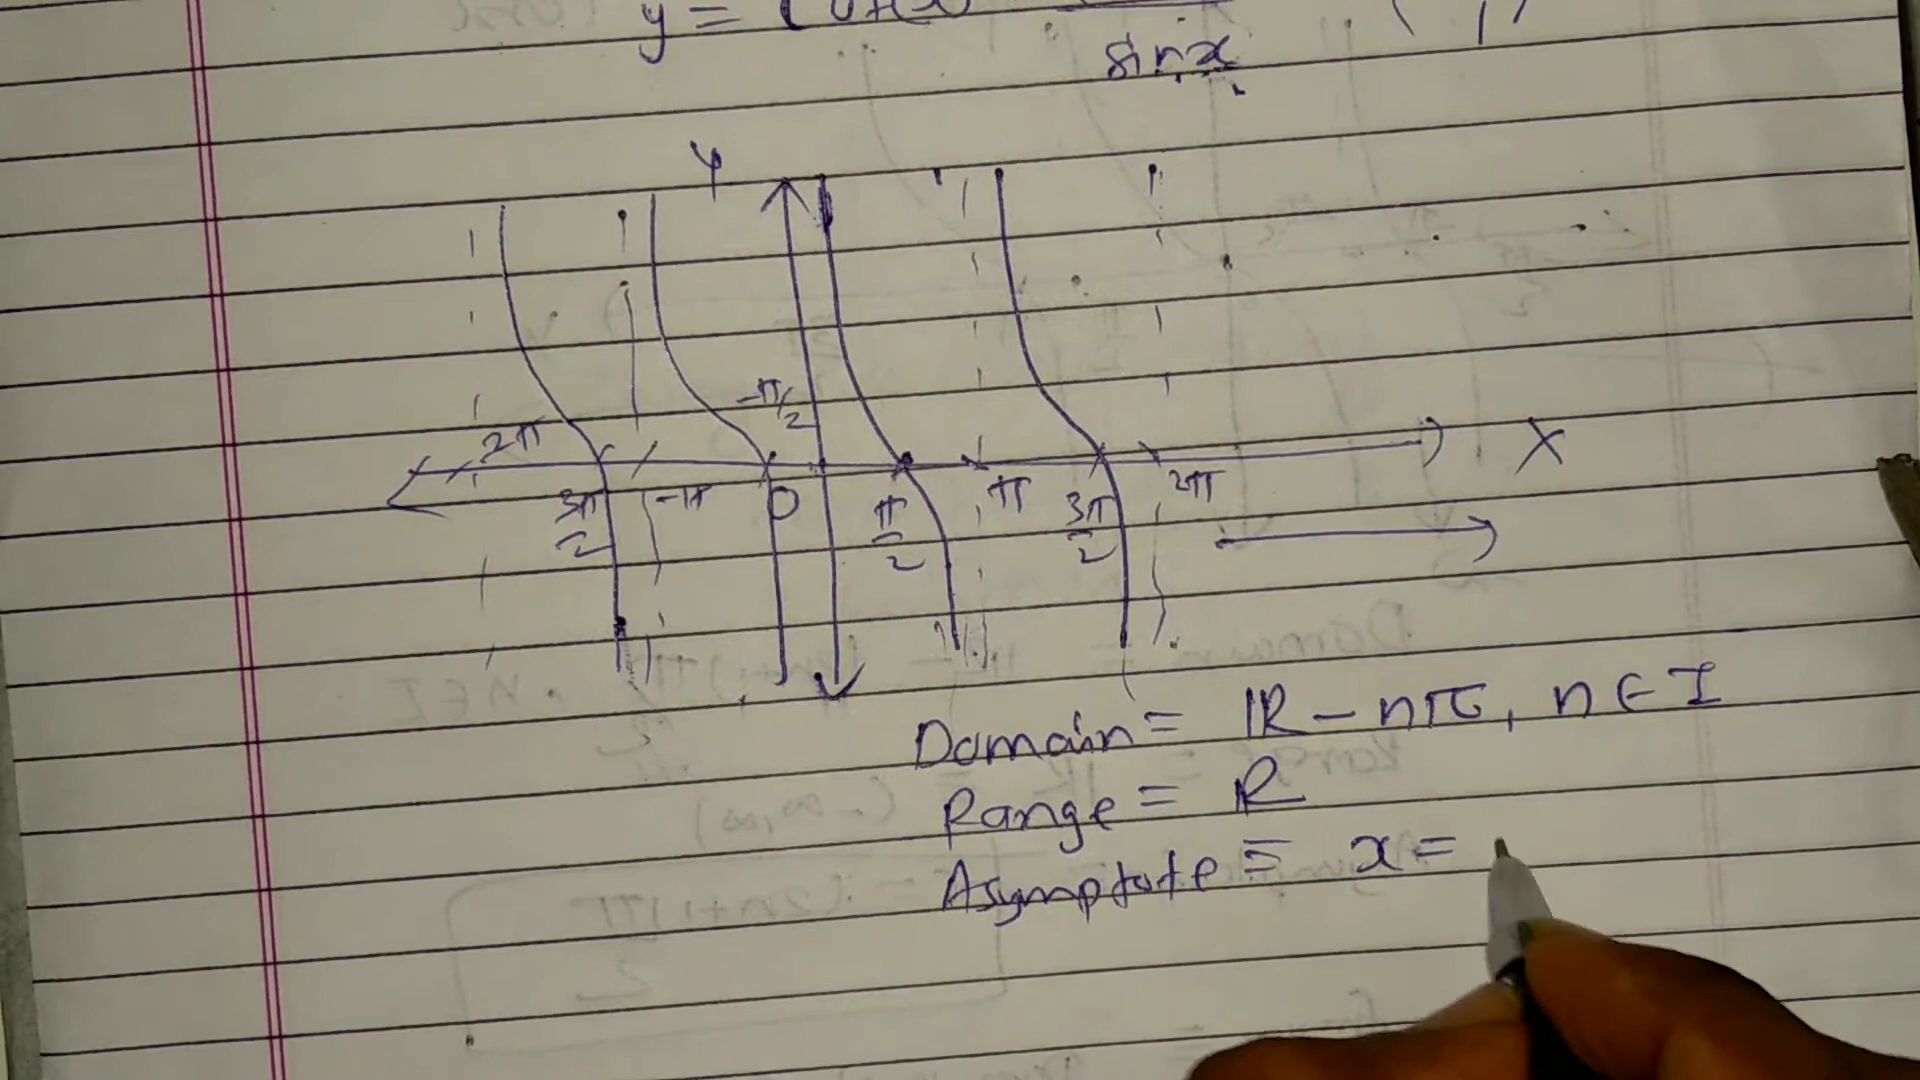 y =
sinx
Y
-π/2
2π
X
3π/2 -π 0 π/2 π 3π/2 2π
Domain = R - nπ, n ∈ I
Range = R
Asymptote = x =